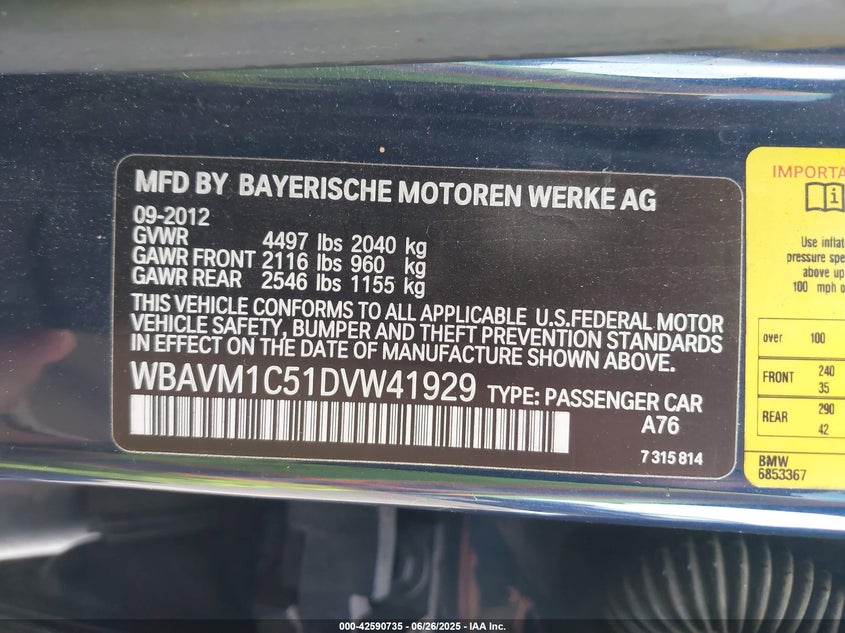 MFD BY BAYERISCHE MOTOREN WERKE AG
09-2012
GVWR 4497 lbs 2040 kg
GAWR FRONT 2116 lbs 960 kg
GAWR REAR 2546 lbs 1155 kg
THIS VEHICLE CONFORMS TO ALL APPLICABLE U.S.FEDERAL MOTOR
VEHICLE SAFETY, BUMPER AND THEFT PREVENTION STANDARDS
IN EFFECT ON THE DATE OF MANUFACTURE SHOWN ABOVE.
WBAVM1C51DVW41929 TYPE: PASSENGER CAR
A76
7 315 814
IMPORTA
i
Use inflat
pressure spe
above up
100 mph o
over 100
FRONT 240
35
REAR 290
42
BMW
6853367
000-42590735 - 06/26/2025 - IAA Inc.